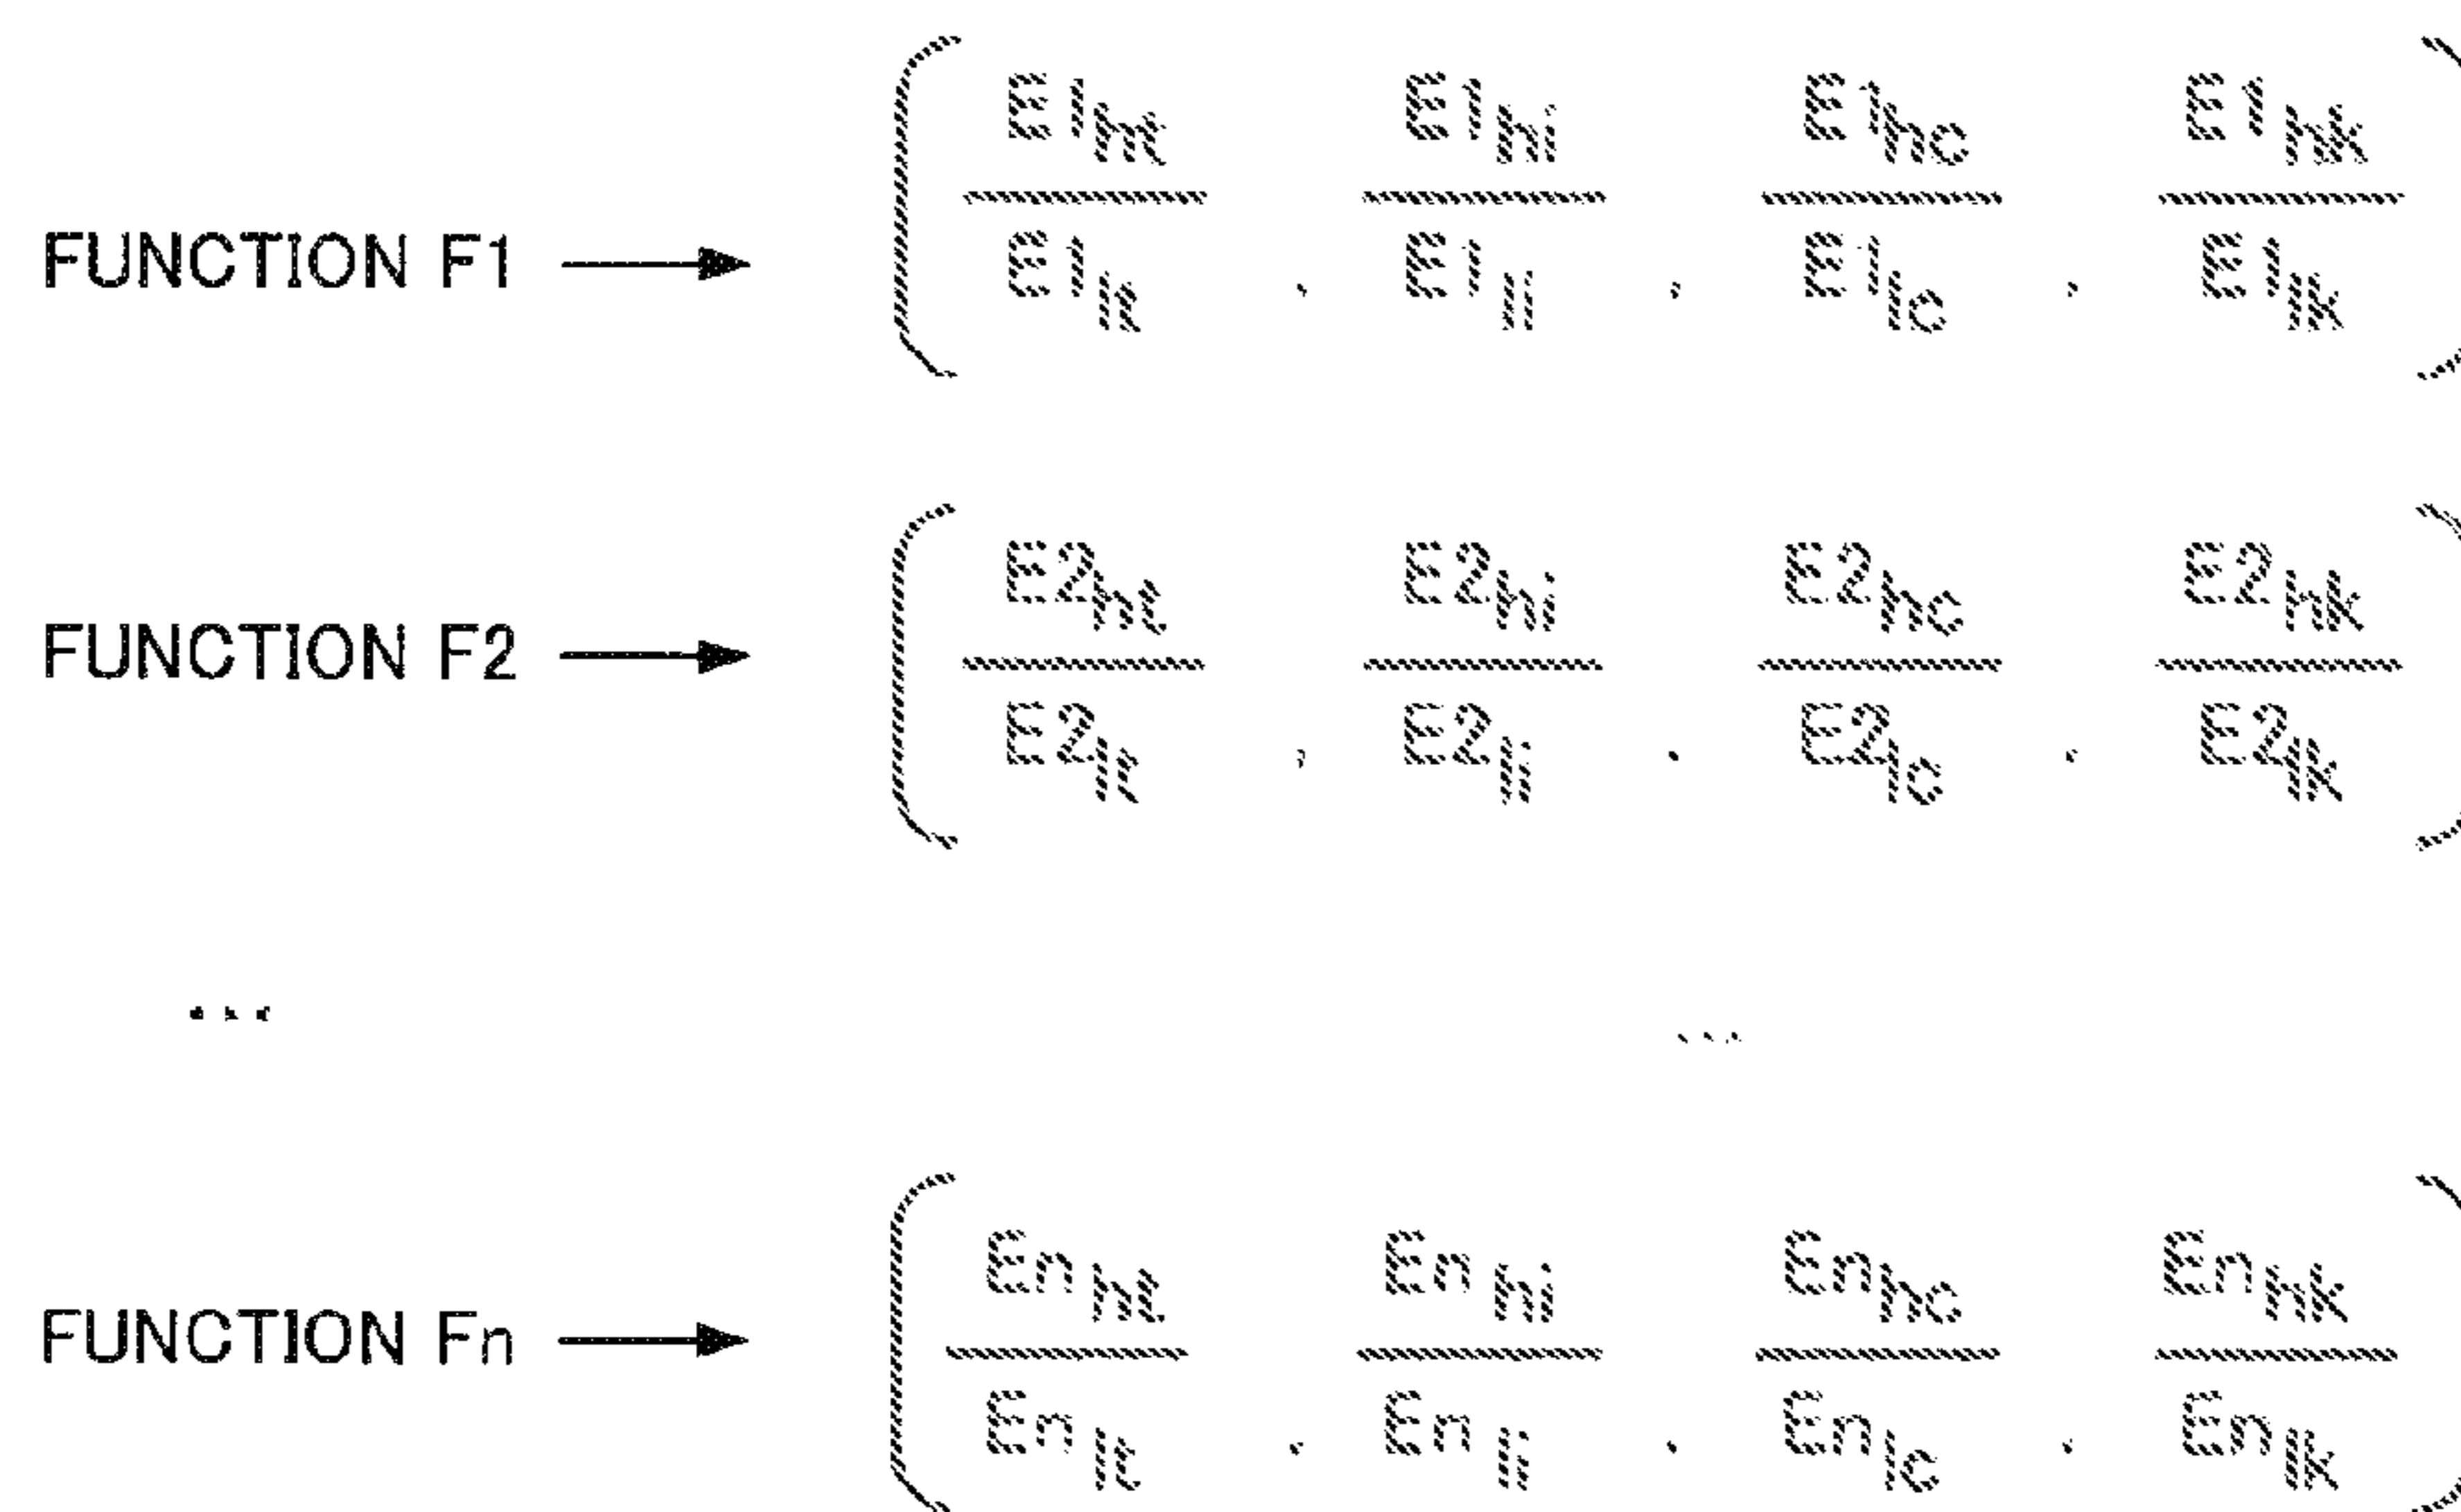 E1ht E1hi E1hc E1hk
FUNCTION F1 → ( E1lt , E1li , E1lc , E1lk )
E2ht E2hi E2hc E2hk
FUNCTION F2 → ( E2lt , E2li , E2lc , E2lk )
... ...
Enht Enhi Enhc Enhk
FUNCTION Fn → ( Enlt , Enli , Enlc , Enlk )